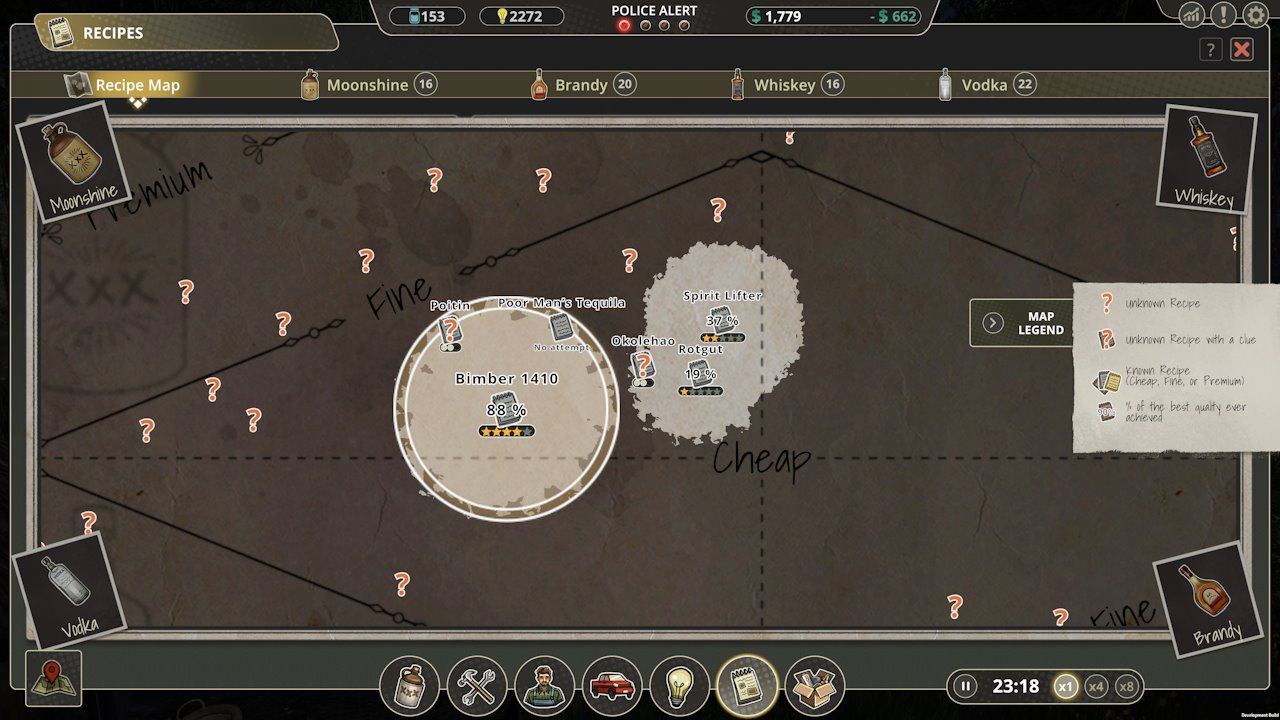 153
2272
POLICE ALERT
$ 1,779
- $ 662
RECIPES
?
Recipe Map
Moonshine 16
Brandy 20
Whiskey 16
Vodka 22
Moonshine
Premium
XXX
Whiskey
Fine
Poitin
Poor Man's Tequila
No attempt
Spirit Lifter
37 %
Okolehao
Rotgut
19 %
Bimber 1410
88 %
Cheap
MAP
LEGEND
Unknown Recipe
Unknown Recipe with a clue
Known Recipe
(Cheap, Fine, or Premium)
% of the best quality ever
achieved
Vodka
Fine
Brandy
23:18
x1
x4
x8
Development Build